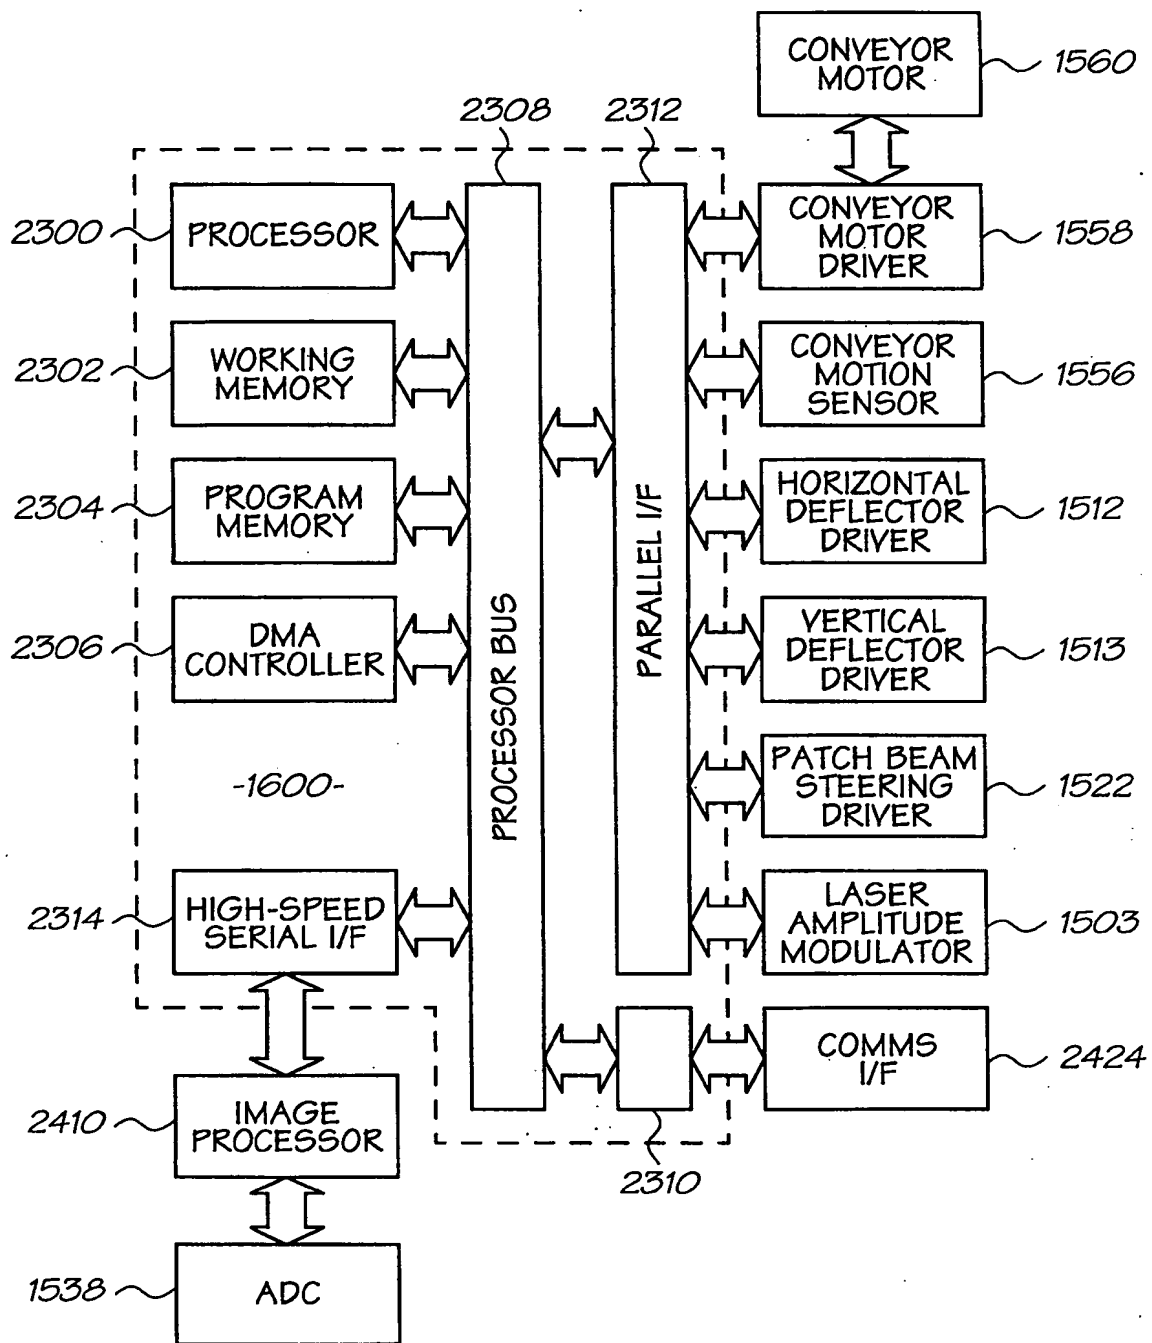 CONVEYOR
MOTOR
1560
2308
2312
2300
PROCESSOR
CONVEYOR
MOTOR
DRIVER
1558
2302
WORKING
MEMORY
CONVEYOR
MOTION
SENSOR
1556
2304
PROGRAM
MEMORY
HORIZONTAL
DEFLECTOR
DRIVER
1512
2306
DMA
CONTROLLER
PROCESSOR BUS
PARALLEL I/F
VERTICAL
DEFLECTOR
DRIVER
1513
-1600-
PATCH BEAM
STEERING
DRIVER
1522
2314
HIGH-SPEED
SERIAL I/F
LASER
AMPLITUDE
MODULATOR
1503
COMMS
I/F
2424
2410
IMAGE
PROCESSOR
2310
1538
ADC